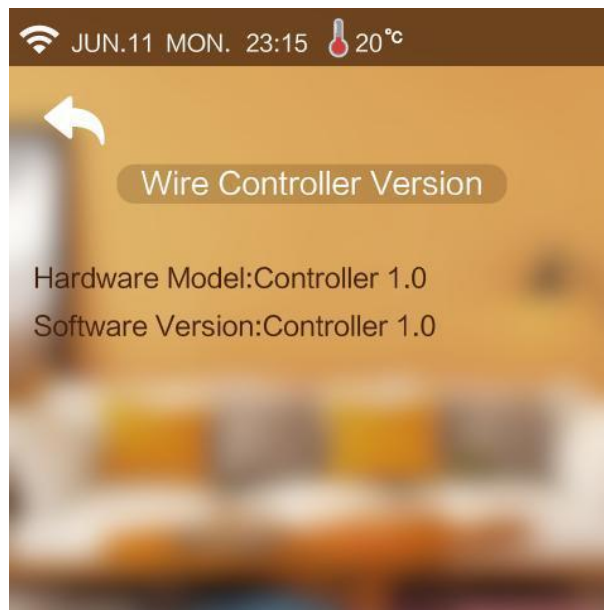 JUN.11 MON. 23:15 20°C
Wire Controller Version
Hardware Model:Controller 1.0
Software Version:Controller 1.0